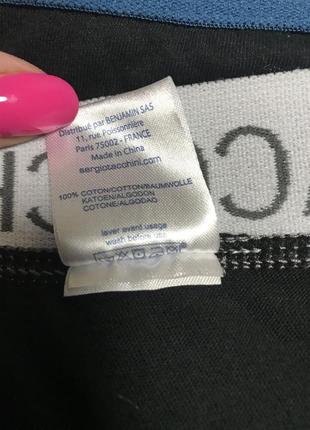 Distribué par BENJAMIN SAS
11, rue Poissonnière
Paris 75002 - FRANCE
Made in China
sergiotacchini.com
100% COTON/COTTON/BAUMWOLLE
KATOEN/ALGODON
COTONE/ALGODAO
laver avant usage
wash before use